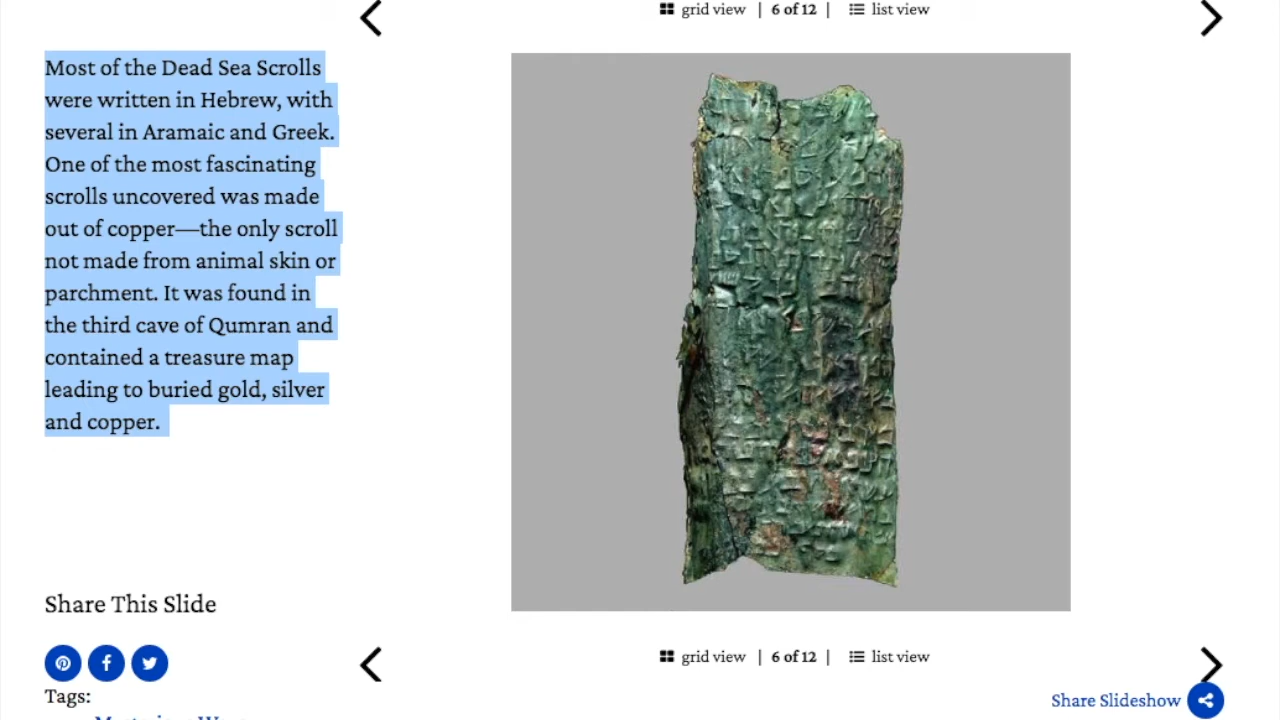 grid view | 6 of 12 | list view
Most of the Dead Sea Scrolls
were written in Hebrew, with
several in Aramaic and Greek.
One of the most fascinating
scrolls uncovered was made
out of copper—the only scroll
not made from animal skin or
parchment. It was found in
the third cave of Qumran and
contained a treasure map
leading to buried gold, silver
and copper.
Share This Slide
grid view | 6 of 12 | list view
Tags:
Share Slideshow